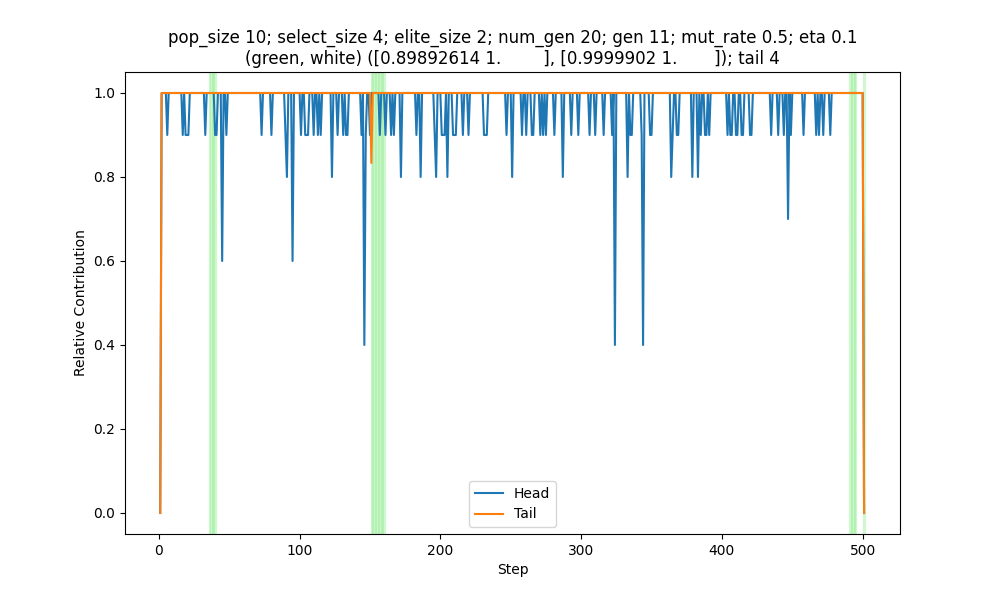 pop_size 10; select_size 4; elite_size 2; num_gen 20; gen 11; mut_rate 0.5; eta 0.1
(green, white) ([0.89892614 1.        ], [0.9999902 1.       ]); tail 4
1.0
0.8
0.6
0.4
0.2
0.0
Relative Contribution
Head
Tail
0
100
200
300
400
500
Step